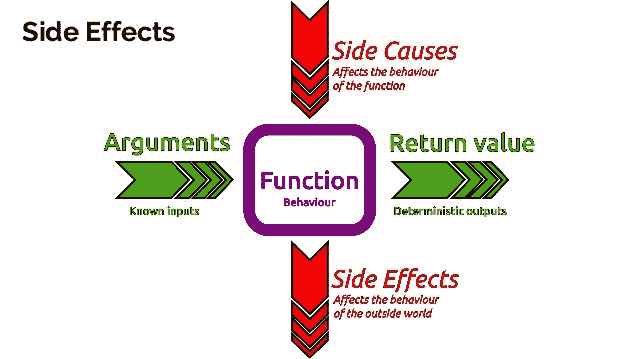 Side Effects
Side Causes
Affects the behaviour
of the function
Arguments
Known inputs
Function
Behaviour
Return value
Deterministic outputs
Side Effects
Affects the behaviour
of the outside world